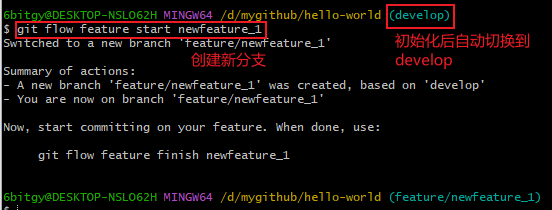 6bitgy@DESKTOP-NSLO62H MINGW64 /d/mygithub/hello-world (develop)
$ git flow feature start newfeature_1
初始化后自动切换到
develop
Switched to a new branch 'feature/newfeature_1'
创建新分支
Summary of actions:
- A new branch 'feature/newfeature_1' was created, based on 'develop'
- You are now on branch 'feature/newfeature_1'
Now, start committing on your feature. When done, use:
git flow feature finish newfeature_1
6bitgy@DESKTOP-NSLO62H MINGW64 /d/mygithub/hello-world (feature/newfeature_1)
$